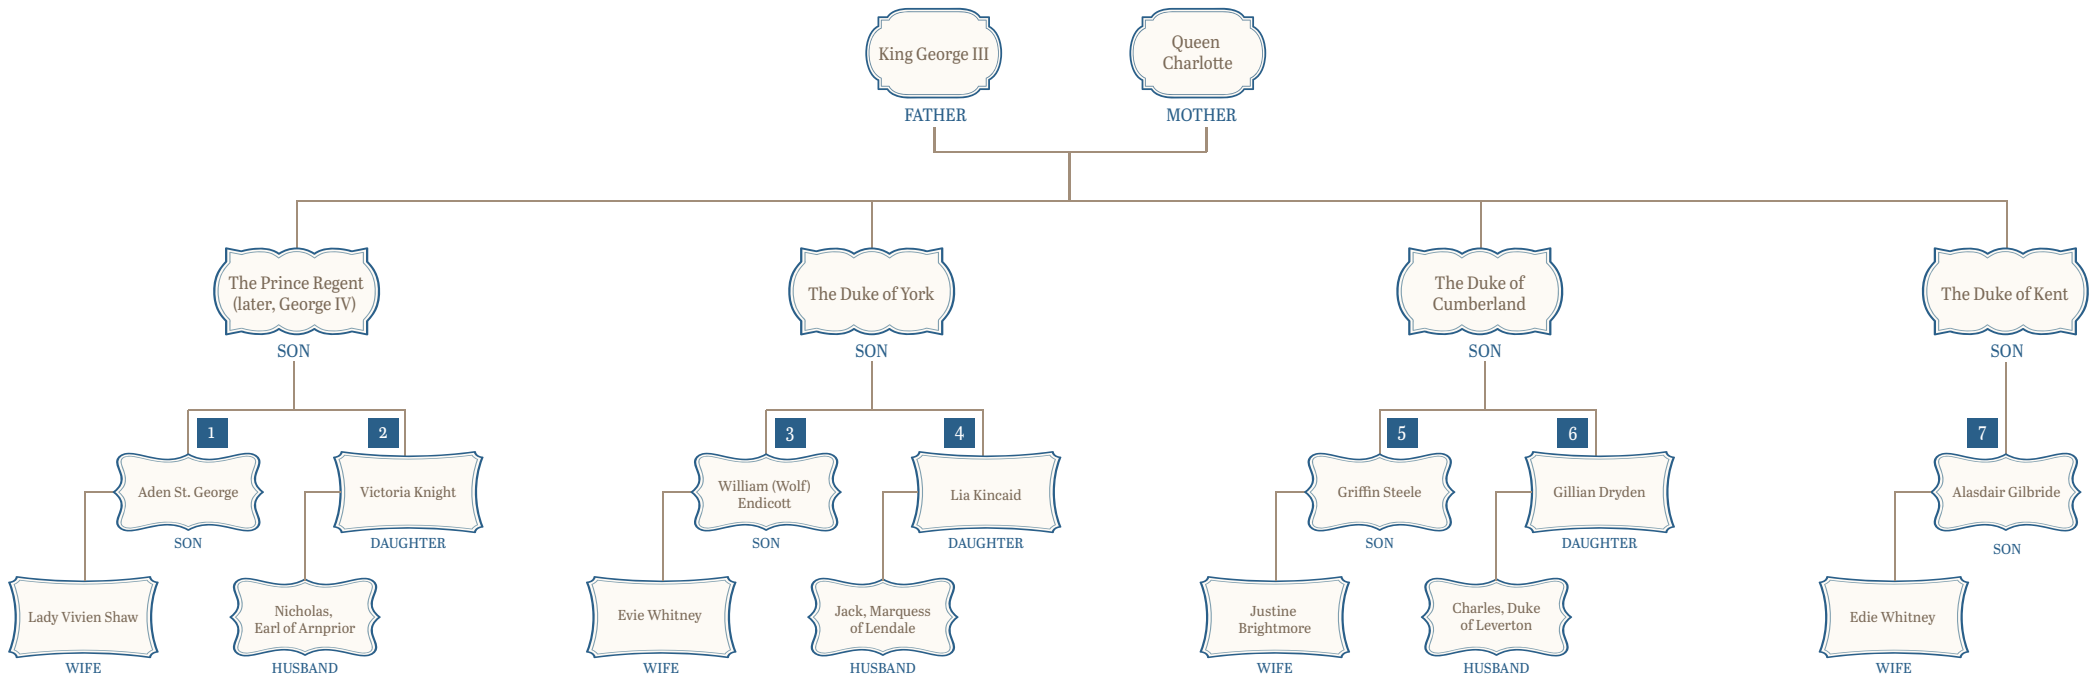 King George III
Queen
Charlotte
FATHER
MOTHER
The Prince Regent
(later, George IV)
The Duke of York
The Duke of
Cumberland
The Duke of Kent
SON
SON
SON
SON
1
2
3
4
5
6
7
Aden St. George
Victoria Knight
William (Wolf)
Endicott
Lia Kincaid
Griffin Steele
Gillian Dryden
Alasdair Gilbride
SON
DAUGHTER
SON
DAUGHTER
SON
DAUGHTER
SON
Lady Vivien Shaw
Nicholas,
Earl of Arnprior
Evie Whitney
Jack, Marquess
of Lendale
Justine
Brightmore
Charles, Duke
of Leverton
Edie Whitney
WIFE
HUSBAND
WIFE
HUSBAND
WIFE
HUSBAND
WIFE